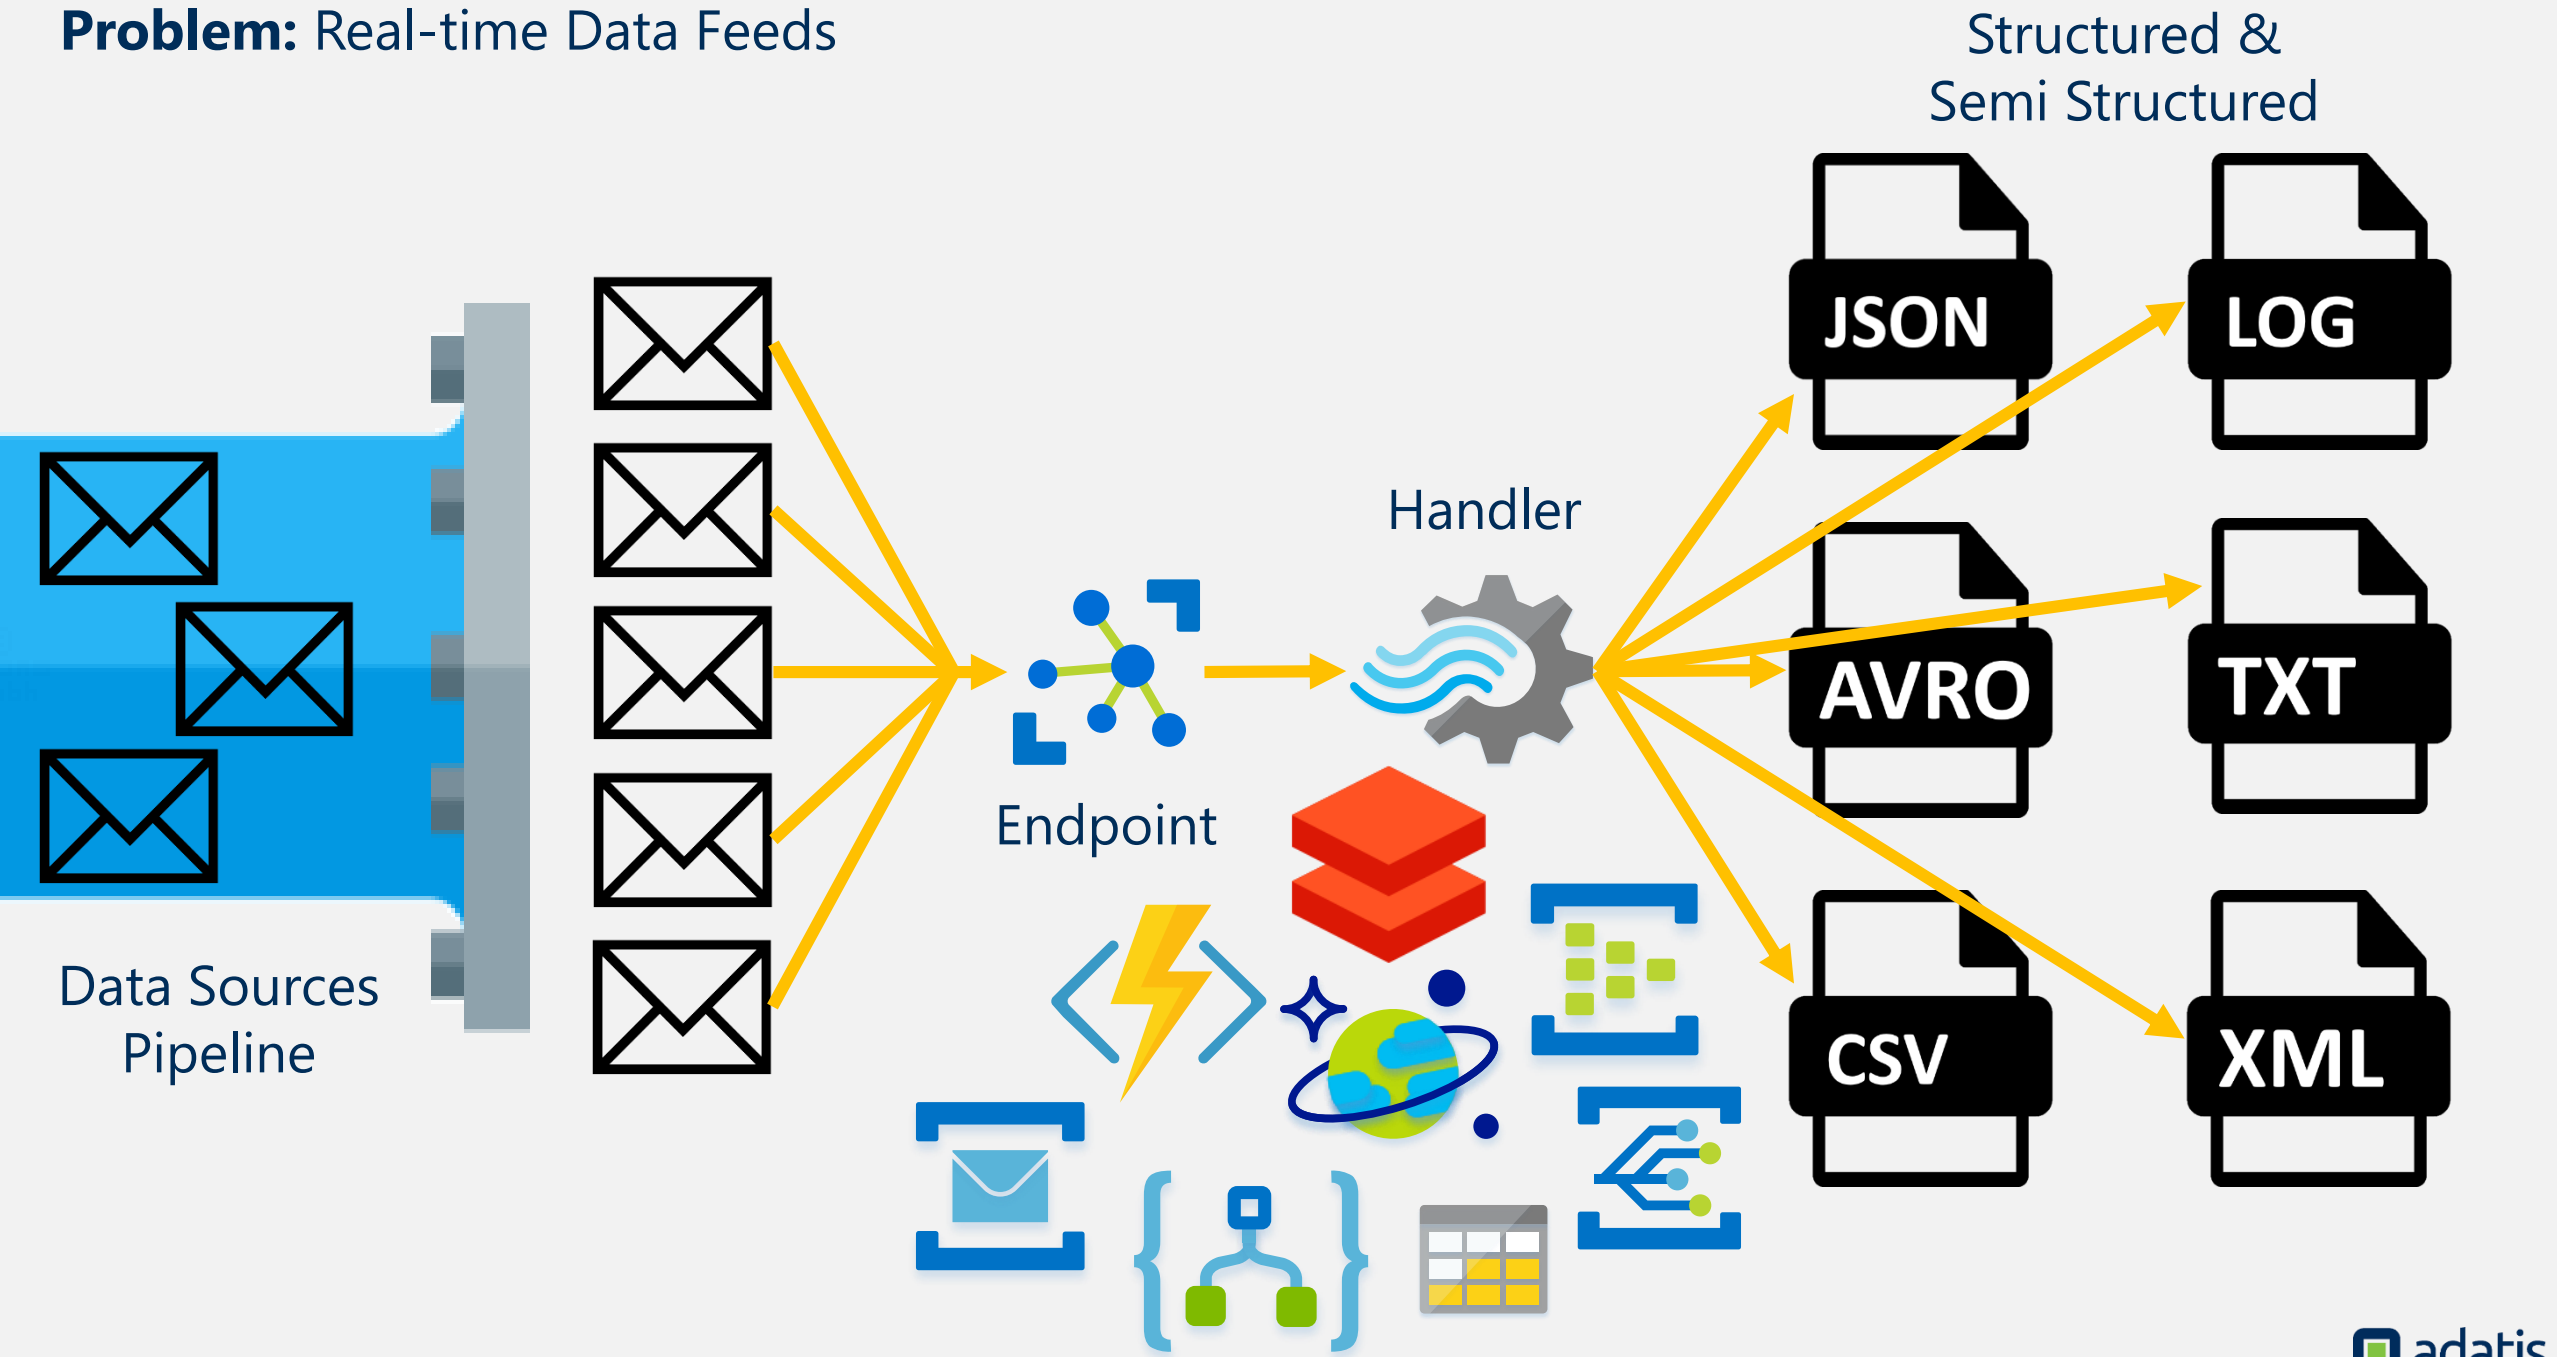 Problem: Real-time Data Feeds
Structured &
Semi Structured
JSON
LOG
Handler
AVRO
TXT
Endpoint
Data Sources
Pipeline
CSV
XML
adatis